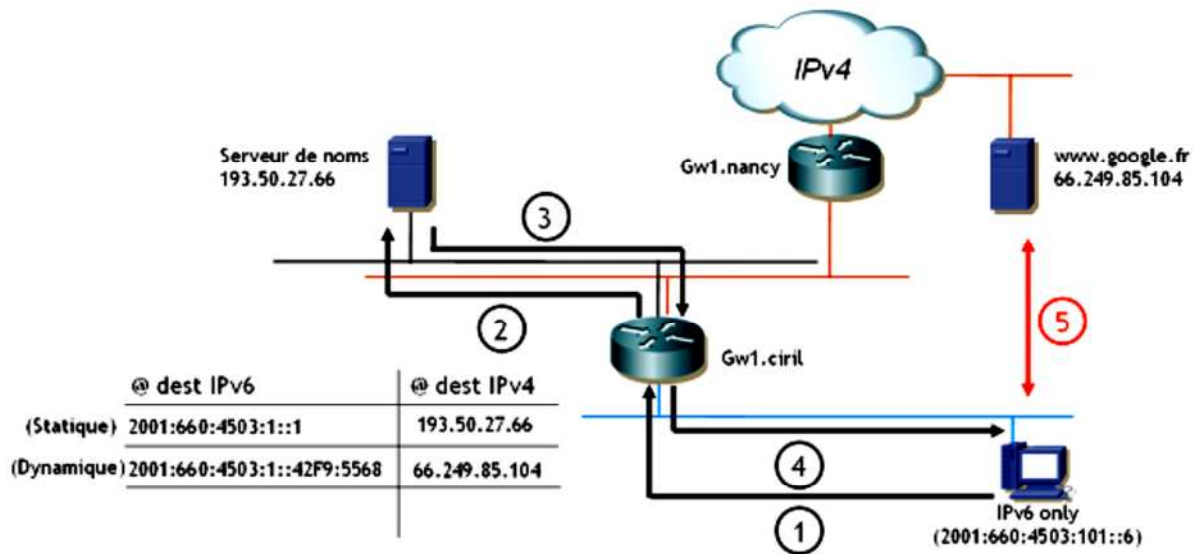 IPv4
Serveur de noms
193.50.27.66
Gw1.nancy
www.google.fr
66.249.85.104
3
2
5
Gw1.ciril
@ dest IPv6 @ dest IPv4
(Statique) 2001:660:4503:1::1 193.50.27.66
(Dynamique) 2001:660:4503:1::42F9:5568 66.249.85.104
4
1
IPv6 only
(2001:660:4503:101::6)